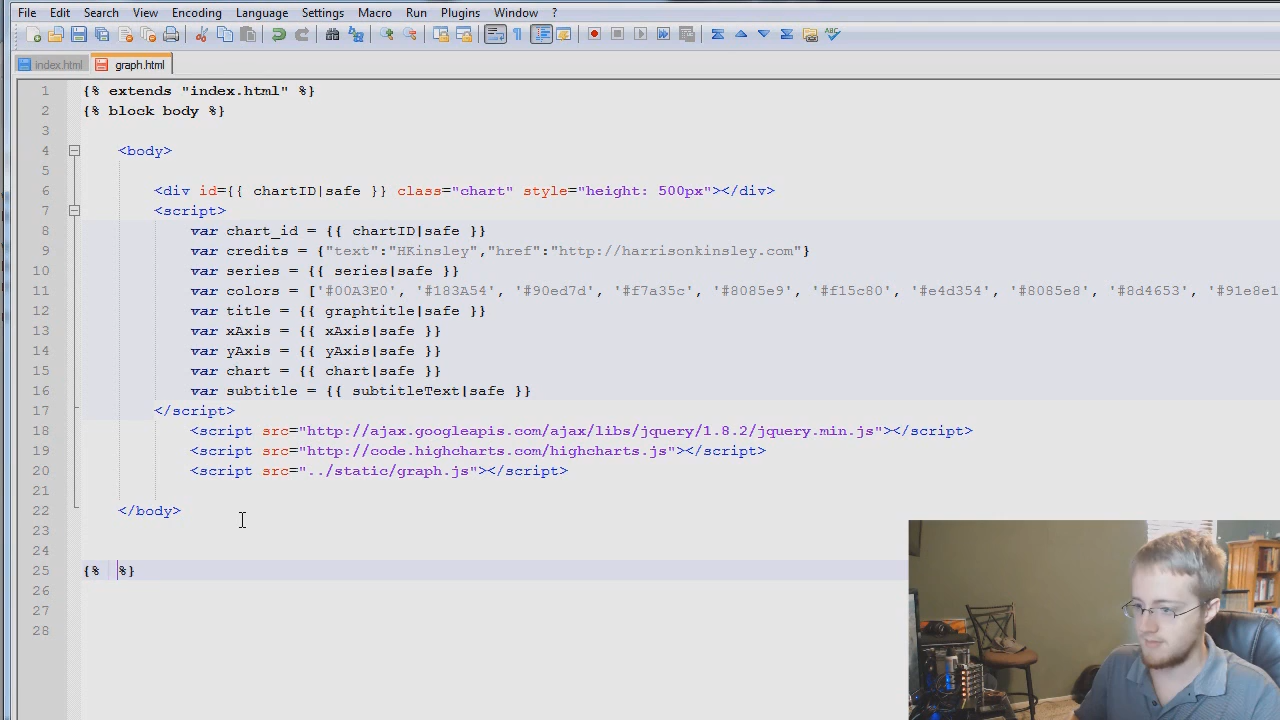 File Edit Search View Encoding Language Settings Macro Run Plugins Window ?
index.html graph.html
1 {% extends "index.html" %}
2 {% block body %}
3
4 <body>
5
6 <div id={{ chartID|safe }} class="chart" style="height: 500px"></div>
7 <script>
8 var chart_id = {{ chartID|safe }}
9 var credits = {"text":"HKinsley","href":"http://harrisonkinsley.com"}
10 var series = {{ series|safe }}
11 var colors = ['#00A3E0', '#183A54', '#90ed7d', '#f7a35c', '#8085e9', '#f15c80', '#e4d354', '#8085e8', '#8d4653', '#91e8e1
12 var title = {{ graphtitle|safe }}
13 var xAxis = {{ xAxis|safe }}
14 var yAxis = {{ yAxis|safe }}
15 var chart = {{ chart|safe }}
16 var subtitle = {{ subtitleText|safe }}
17 </script>
18 <script src="http://ajax.googleapis.com/ajax/libs/jquery/1.8.2/jquery.min.js"></script>
19 <script src="http://code.highcharts.com/highcharts.js"></script>
20 <script src="../static/graph.js"></script>
21
22 </body>
23
24
25 {% %}
26
27
28